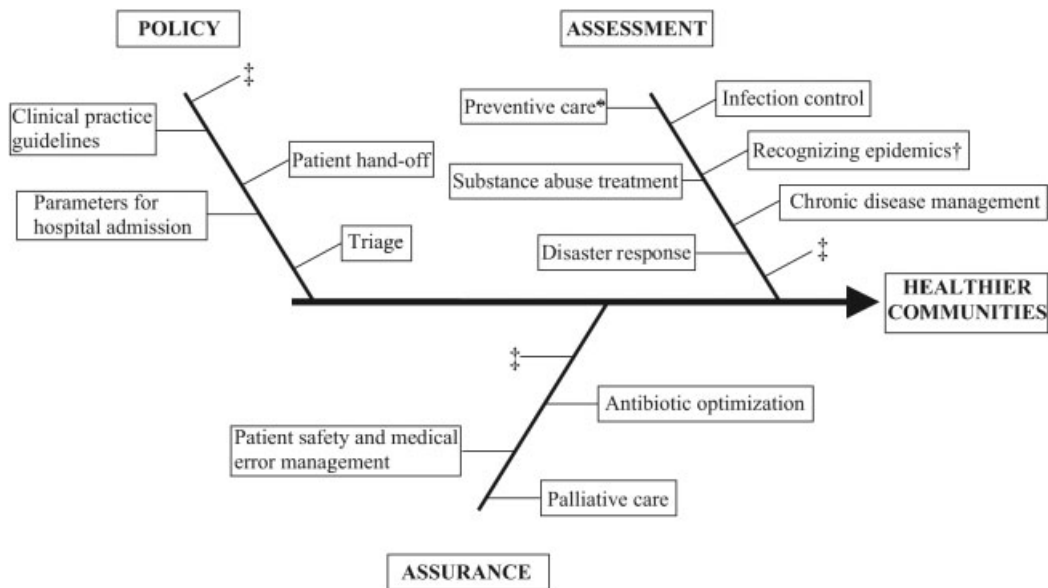 POLICY
ASSESSMENT
‡
Clinical practice
guidelines
Patient hand-off
Parameters for
hospital admission
Triage
Preventive care*
Infection control
Recognizing epidemics†
Substance abuse treatment
Chronic disease management
Disaster response
‡
HEALTHIER
COMMUNITIES
‡
Antibiotic optimization
Patient safety and medical
error management
Palliative care
ASSURANCE